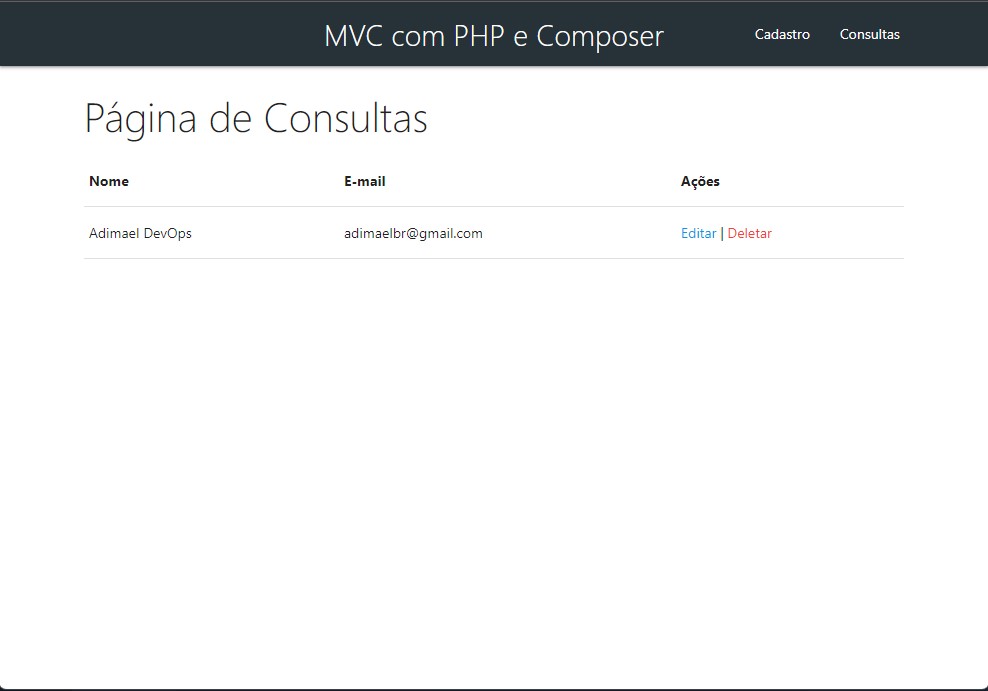 MVC com PHP e Composer Cadastro Consultas
Página de Consultas
Nome E-mail Ações
Adimael DevOps adimaelbr@gmail.com Editar | Deletar